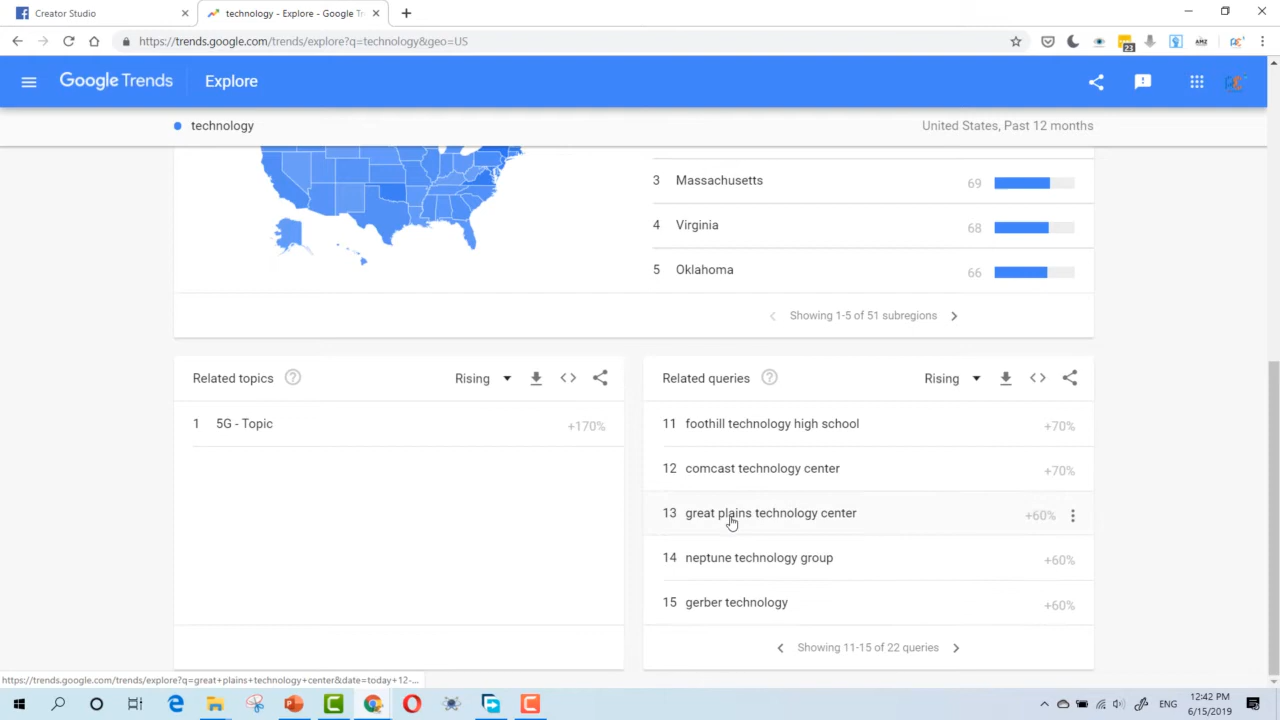 Creator Studio
technology - Explore - Google Tr
https://trends.google.com/trends/explore?q=technology&geo=US
23
Google Trends Explore
technology United States, Past 12 months
3 Massachusetts 69
4 Virginia 68
5 Oklahoma 66
Showing 1-5 of 51 subregions
Related topics Rising
1 5G - Topic +170%
Related queries Rising
11 foothill technology high school +70%
12 comcast technology center +70%
13 great plains technology center +60%
14 neptune technology group +60%
15 gerber technology +60%
Showing 11-15 of 22 queries
https://trends.google.com/trends/explore?q=great+plains+technology+center&date=today+12-...
ENG
12:42 PM
6/15/2019